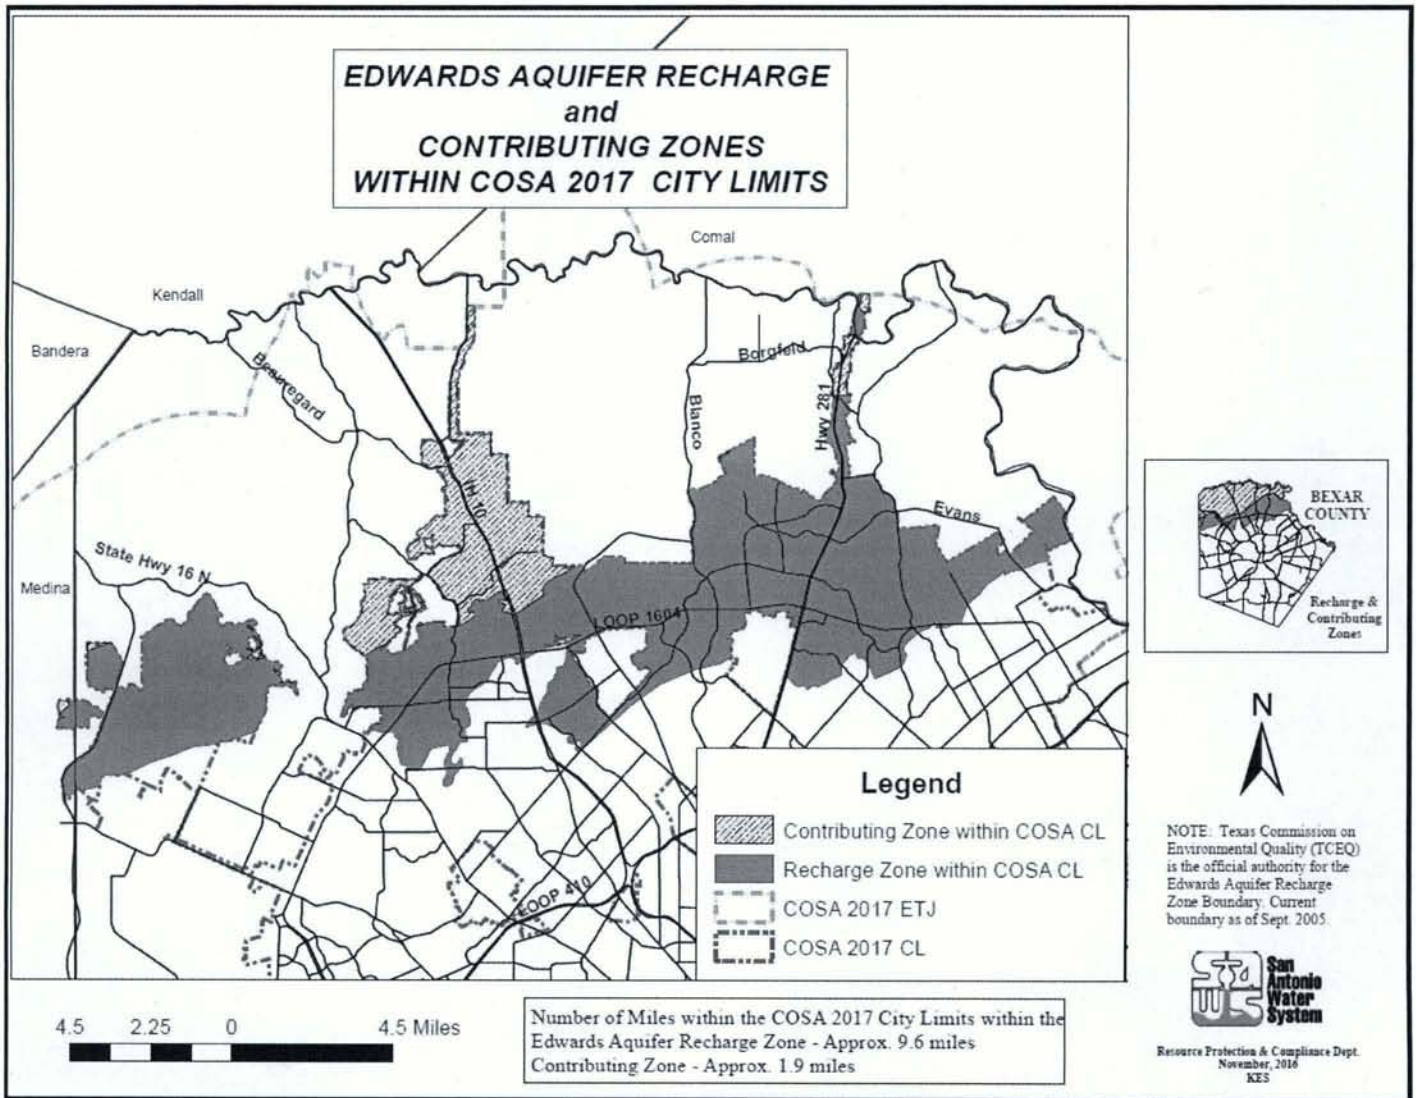 EDWARDS AQUIFER RECHARGE
and
CONTRIBUTING ZONES
WITHIN COSA 2017 CITY LIMITS
Comal
Kendall
Bandera
Beauregard
Borgfeld
Blanco
Hwy 281
IH 10
Evans
State Hwy 16 N
Medina
LOOP 1604
LOOP 410
Legend
Contributing Zone within COSA CL
Recharge Zone within COSA CL
COSA 2017 ETJ
COSA 2017 CL
BEXAR
COUNTY
Recharge &
Contributing
Zones
N
NOTE: Texas Commission on
Environmental Quality (TCEQ)
is the official authority for the
Edwards Aquifer Recharge
Zone Boundary. Current
boundary as of Sept. 2005.
SAWS
San
Antonio
Water
System
Resource Protection & Compliance Dept.
November, 2016
KES
4.5 2.25 0 4.5 Miles
Number of Miles within the COSA 2017 City Limits within the
Edwards Aquifer Recharge Zone - Approx. 9.6 miles
Contributing Zone - Approx. 1.9 miles